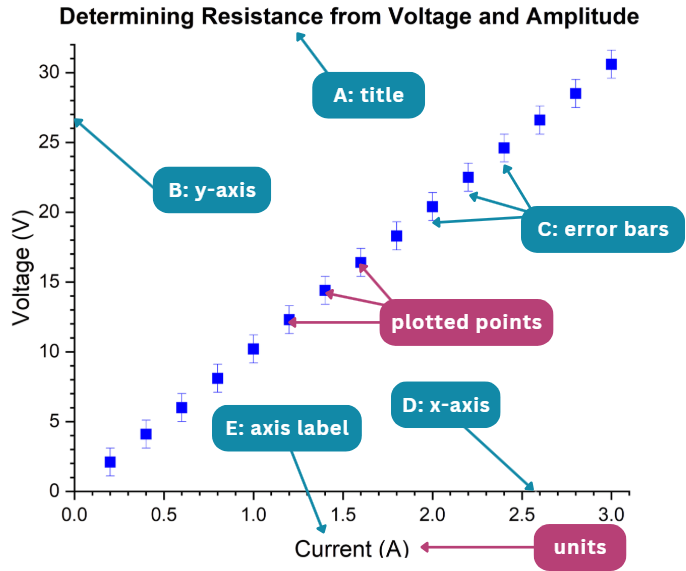 Determining Resistance from Voltage and Amplitude
A: title
B: y-axis
C: error bars
plotted points
D: x-axis
E: axis label
units
Voltage (V)
30
25
20
15
10
5
0
0.0 0.5 1.0 1.5 2.0 2.5 3.0
Current (A)